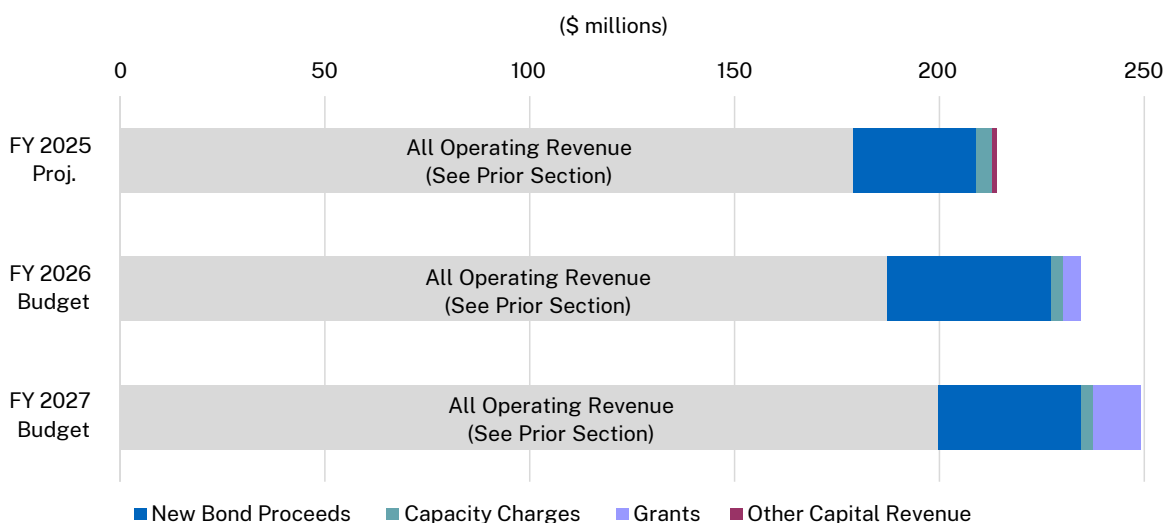 ($ millions)
0 50 100 150 200 250
FY 2025
Proj.
All Operating Revenue
(See Prior Section)
FY 2026
Budget
All Operating Revenue
(See Prior Section)
FY 2027
Budget
All Operating Revenue
(See Prior Section)
New Bond Proceeds Capacity Charges Grants Other Capital Revenue